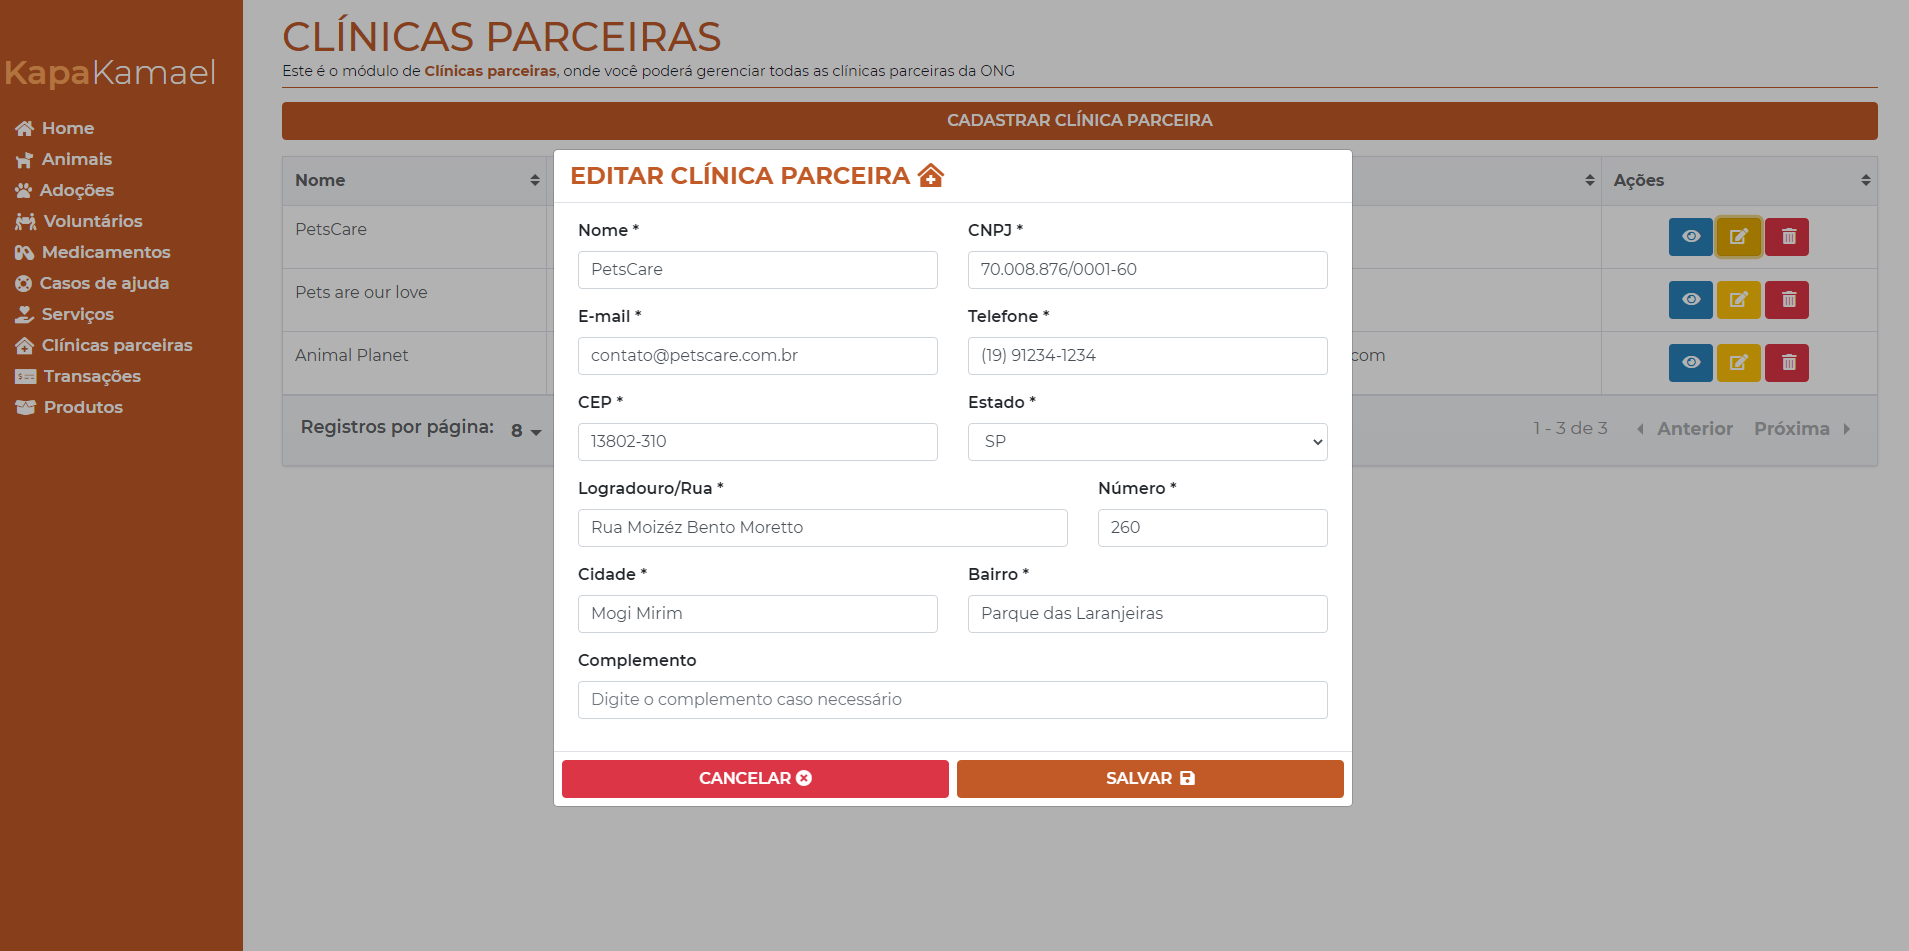 KapaKamael
Home
Animais
Adoções
Voluntários
Medicamentos
Casos de ajuda
Serviços
Clínicas parceiras
Transações
Produtos
CLÍNICAS PARCEIRAS
Este é o módulo de Clínicas parceiras, onde você poderá gerenciar todas as clínicas parceiras da ONG
CADASTRAR CLÍNICA PARCEIRA
Nome Ações
PetsCare
Pets are our love
Animal Planet com
Registros por página: 8 1 - 3 de 3 Anterior Próxima
EDITAR CLÍNICA PARCEIRA
Nome * CNPJ *
PetsCare 70.008.876/0001-60
E-mail * Telefone *
contato@petscare.com.br (19) 91234-1234
CEP * Estado *
13802-310 SP
Logradouro/Rua * Número *
Rua Moizéz Bento Moretto 260
Cidade * Bairro *
Mogi Mirim Parque das Laranjeiras
Complemento
Digite o complemento caso necessário
CANCELAR SALVAR